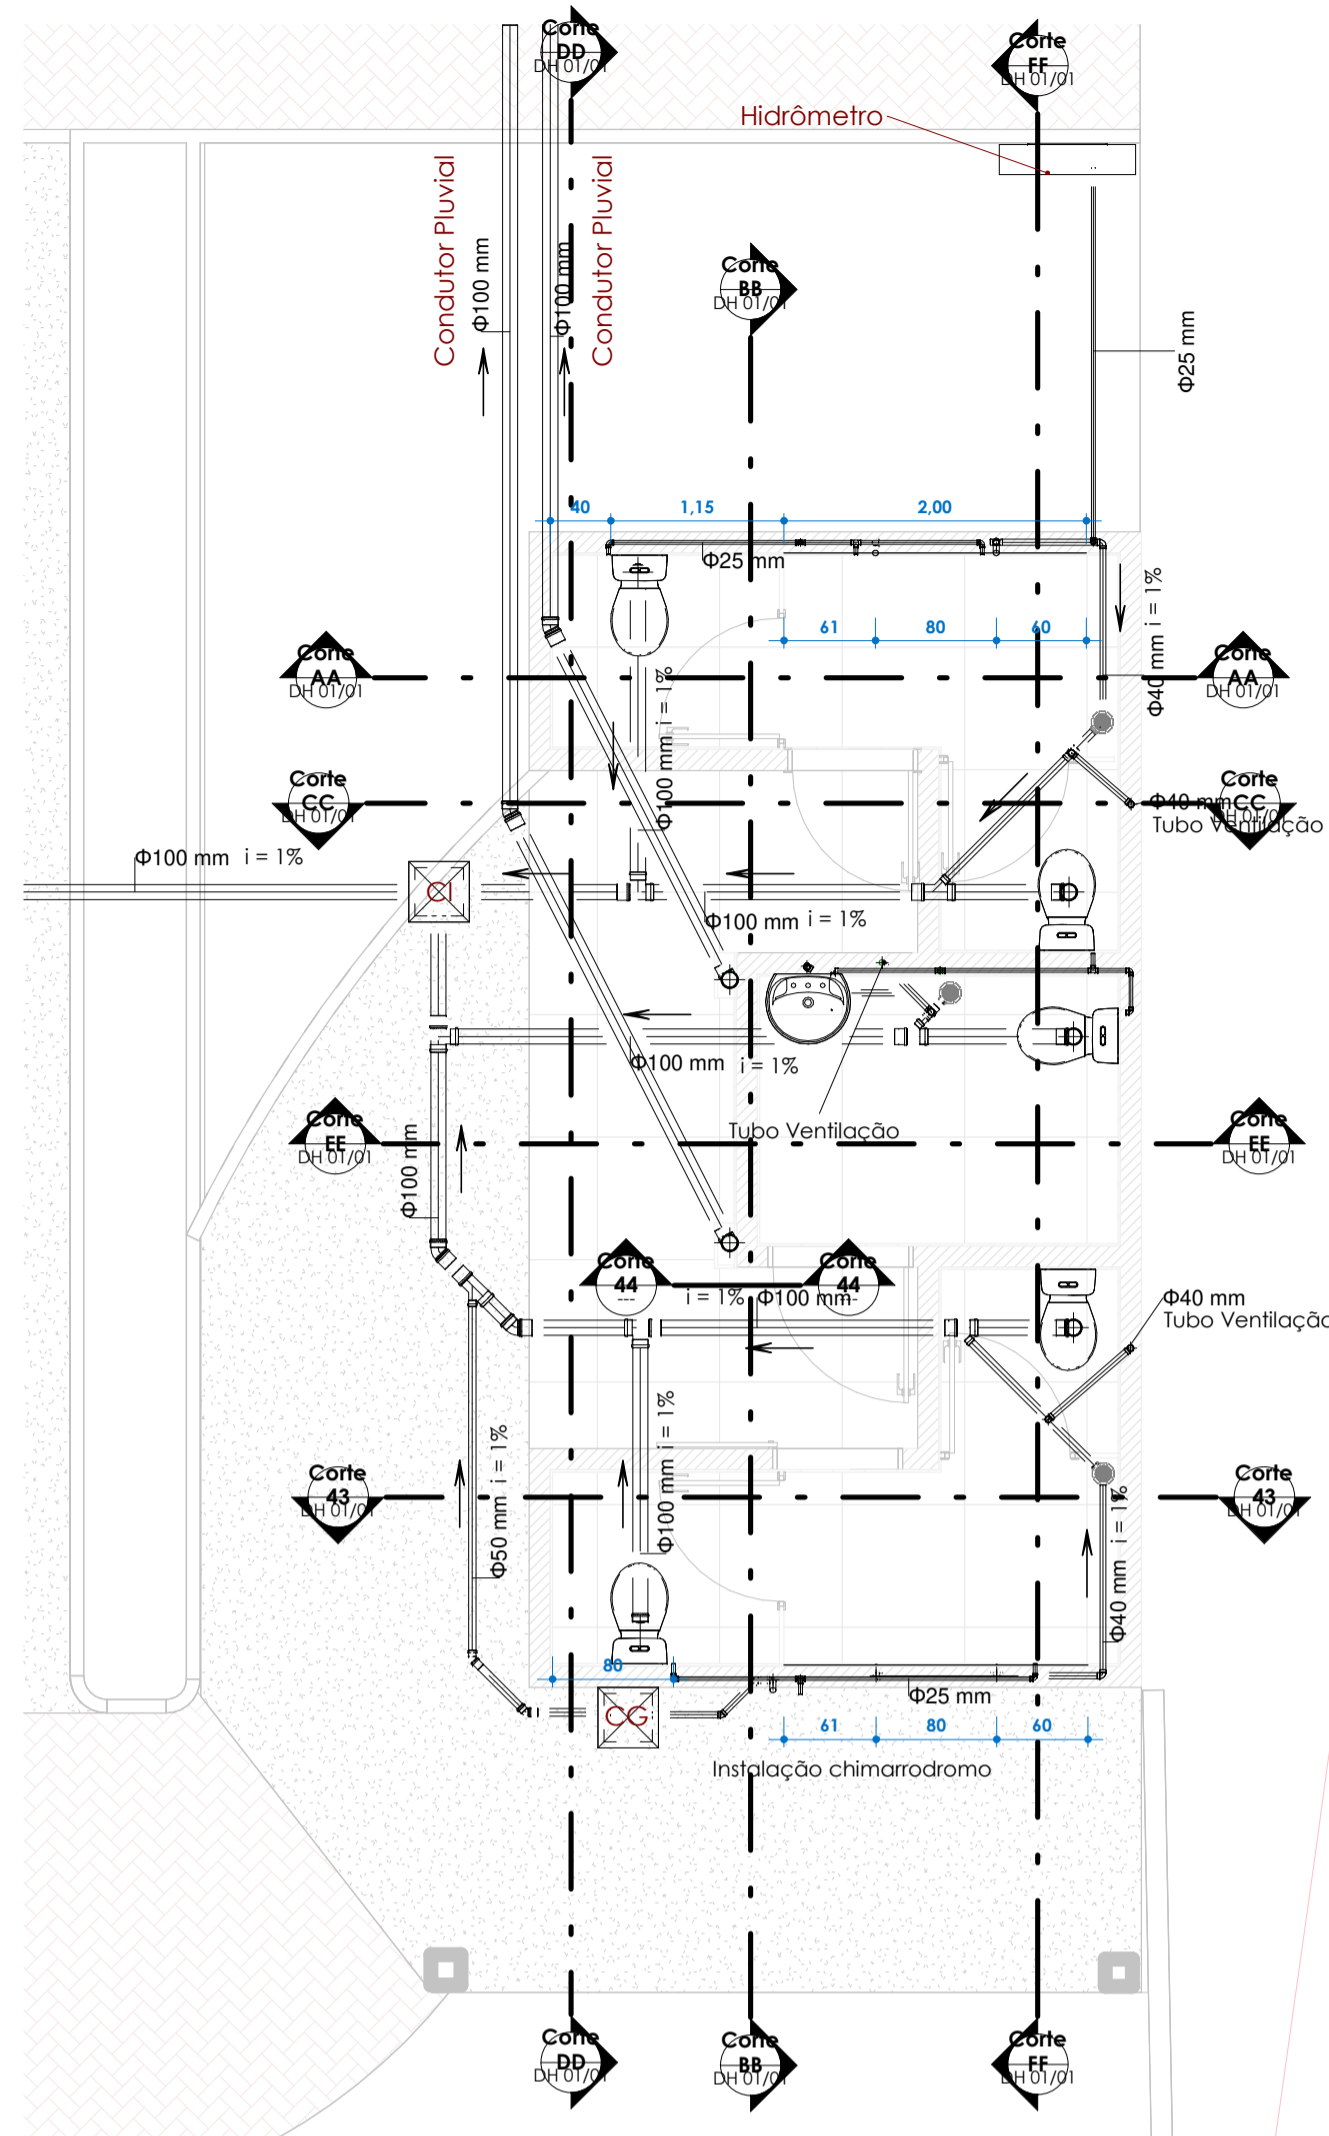 Corte
DD
DH 01/01
Corte
FF
DH 01/01
Hidrômetro
Condutor Pluvial
Φ100 mm
Φ100 mm
Condutor Pluvial
Corte
BB
DH 01/01
Φ25 mm
40
1,15
2,00
Φ25 mm
61
80
60
Φ40 mm i = 1%
Corte
AA
DH 01/01
Corte
AA
DH 01/01
Φ100 mm i = 1%
Corte
CC
DH 01/01
Corte
CC
DH 01/01
Φ40 mm
Tubo Ventilação
Φ100 mm i = 1%
CI
Φ100 mm i = 1%
Φ100 mm i = 1%
Tubo Ventilação
Corte
EE
DH 01/01
Corte
EE
DH 01/01
Φ100 mm
Corte
44
---
Corte
44
---
i = 1% Φ100 mm
Φ40 mm
Tubo Ventilação
Φ50 mm i = 1%
Φ100 mm i = 1%
Corte
43
DH 01/01
Corte
43
DH 01/01
Φ40 mm i = 1%
80
Φ25 mm
CG
61
80
60
Instalação chimarrodromo
Corte
DD
DH 01/01
Corte
BB
DH 01/01
Corte
FF
DH 01/01